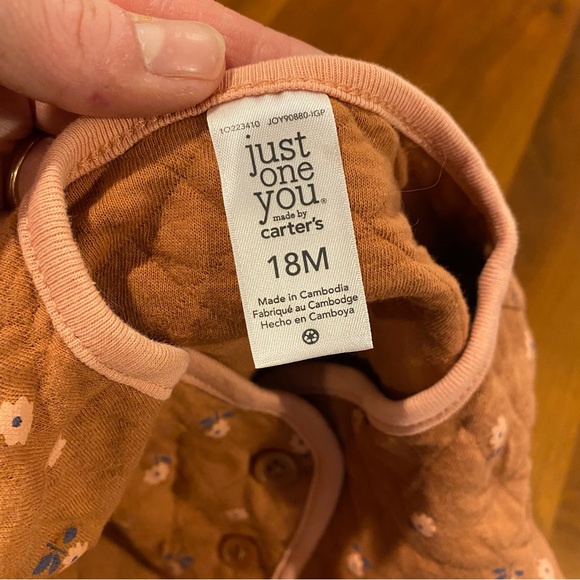 1O223410 JOY90880-IGP
just
one
you®
made by
carter's
18M
Made in Cambodia
Fabriqué au Cambodge
Hecho en Camboya